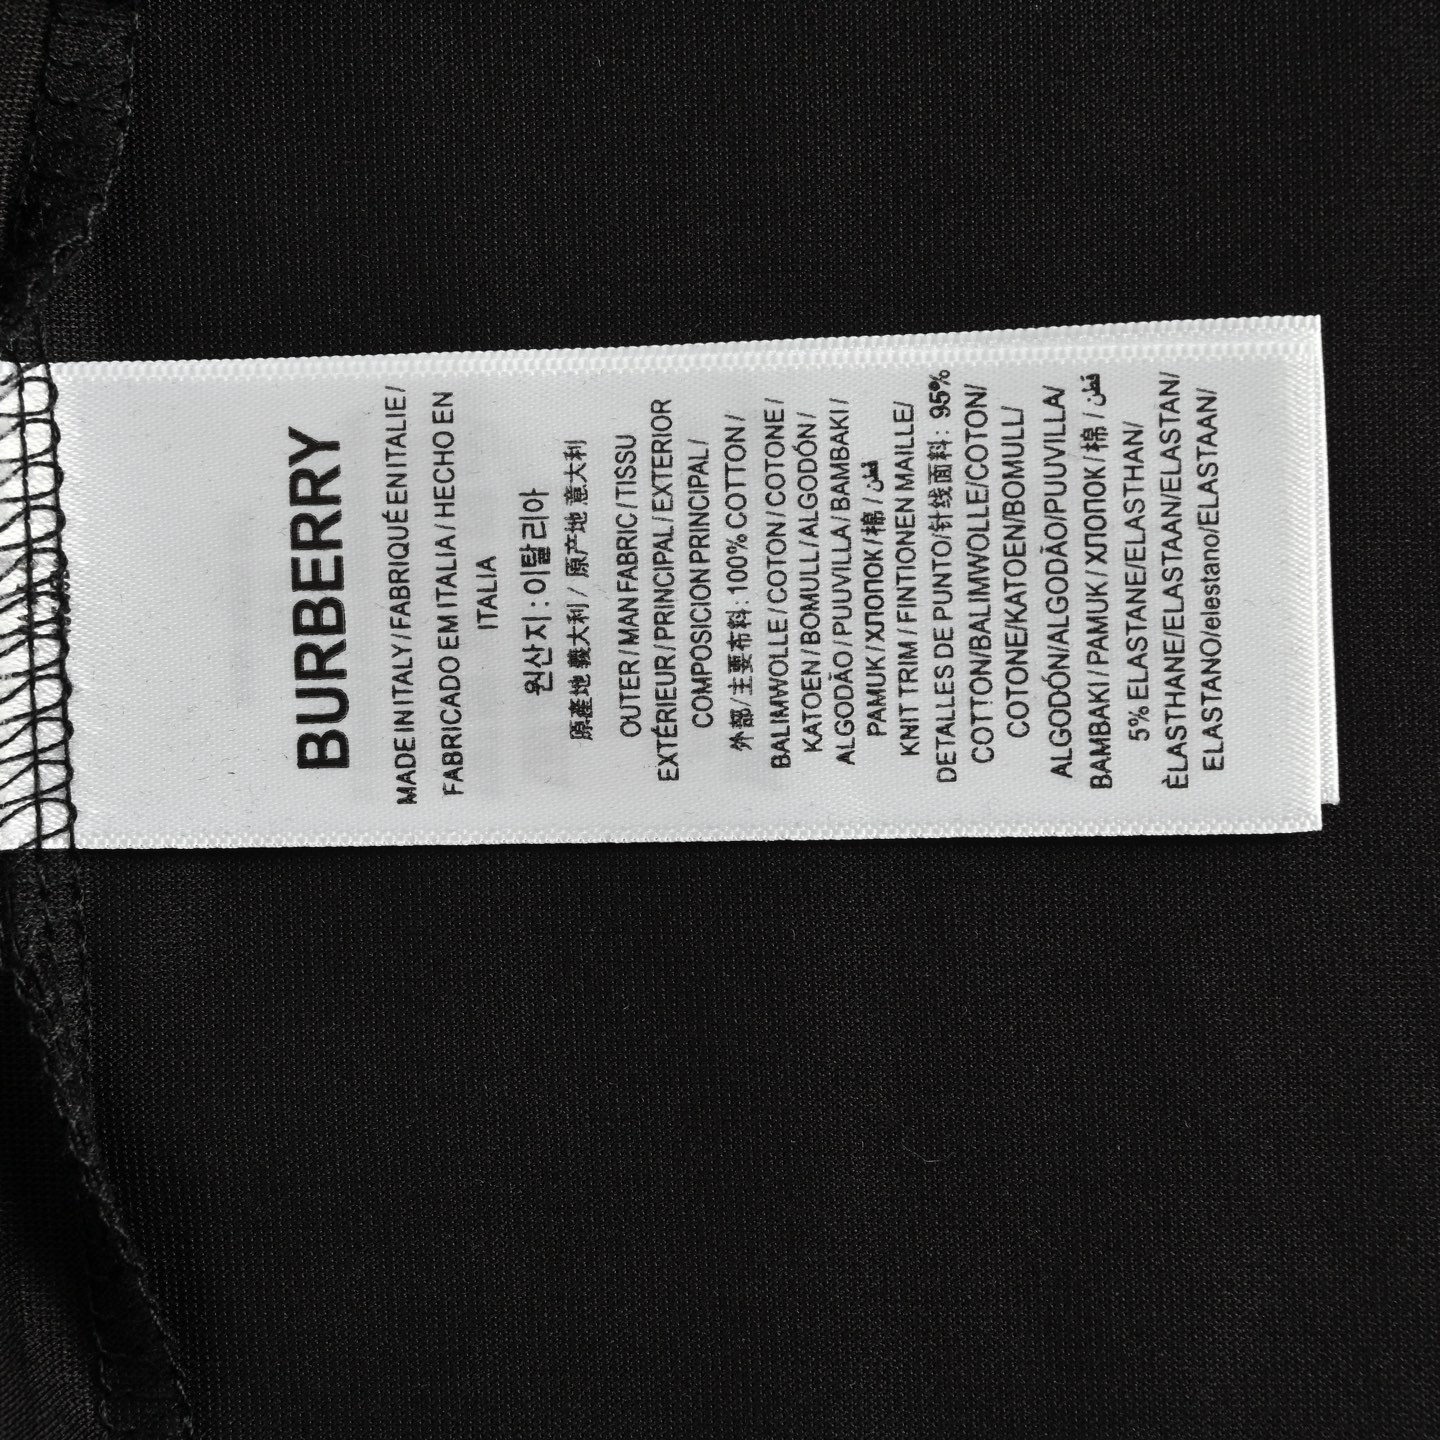 BURBERRY
MADE IN ITALY / FABRIQUÉ EN ITALIE /
FABRICADO EM ITALIA / HECHO EN
ITALIA
원산지 : 이탈리아
原產地 義大利 / 原产地 意大利
OUTER / MAN FABRIC / TISSU
EXTÉRIEUR / PRINCIPAL / EXTERIOR
COMPOSICION PRINCIPAL /
外部 / 主要布料: 100% COTTON /
BALIMWOLLE / COTON / COTONE /
KATOEN / BOMULL / ALGODÓN /
ALGODÃO / PUUVILLA / BAMBAKI /
PAMUK / ХЛОПОК / 棉 / قطن
KNIT TRIM / FINTIONEN MAILLE/
DETALLES DE PUNTO/针线面料: 95%
COTTON/BALIMWOLLE/COTON/
COTONE/KATOEN/BOMULL/
ALGODÓN/ALGODÃO/PUUVILLA/
BAMBAKI / PAMUK / ХЛОПОК / 棉 / قطن
5% ELASTANE/ELASTHAN/
ÈLASTHANE/ELASTAAN/ELASTAN/
ELASTANO/elestano/ELASTAAN/